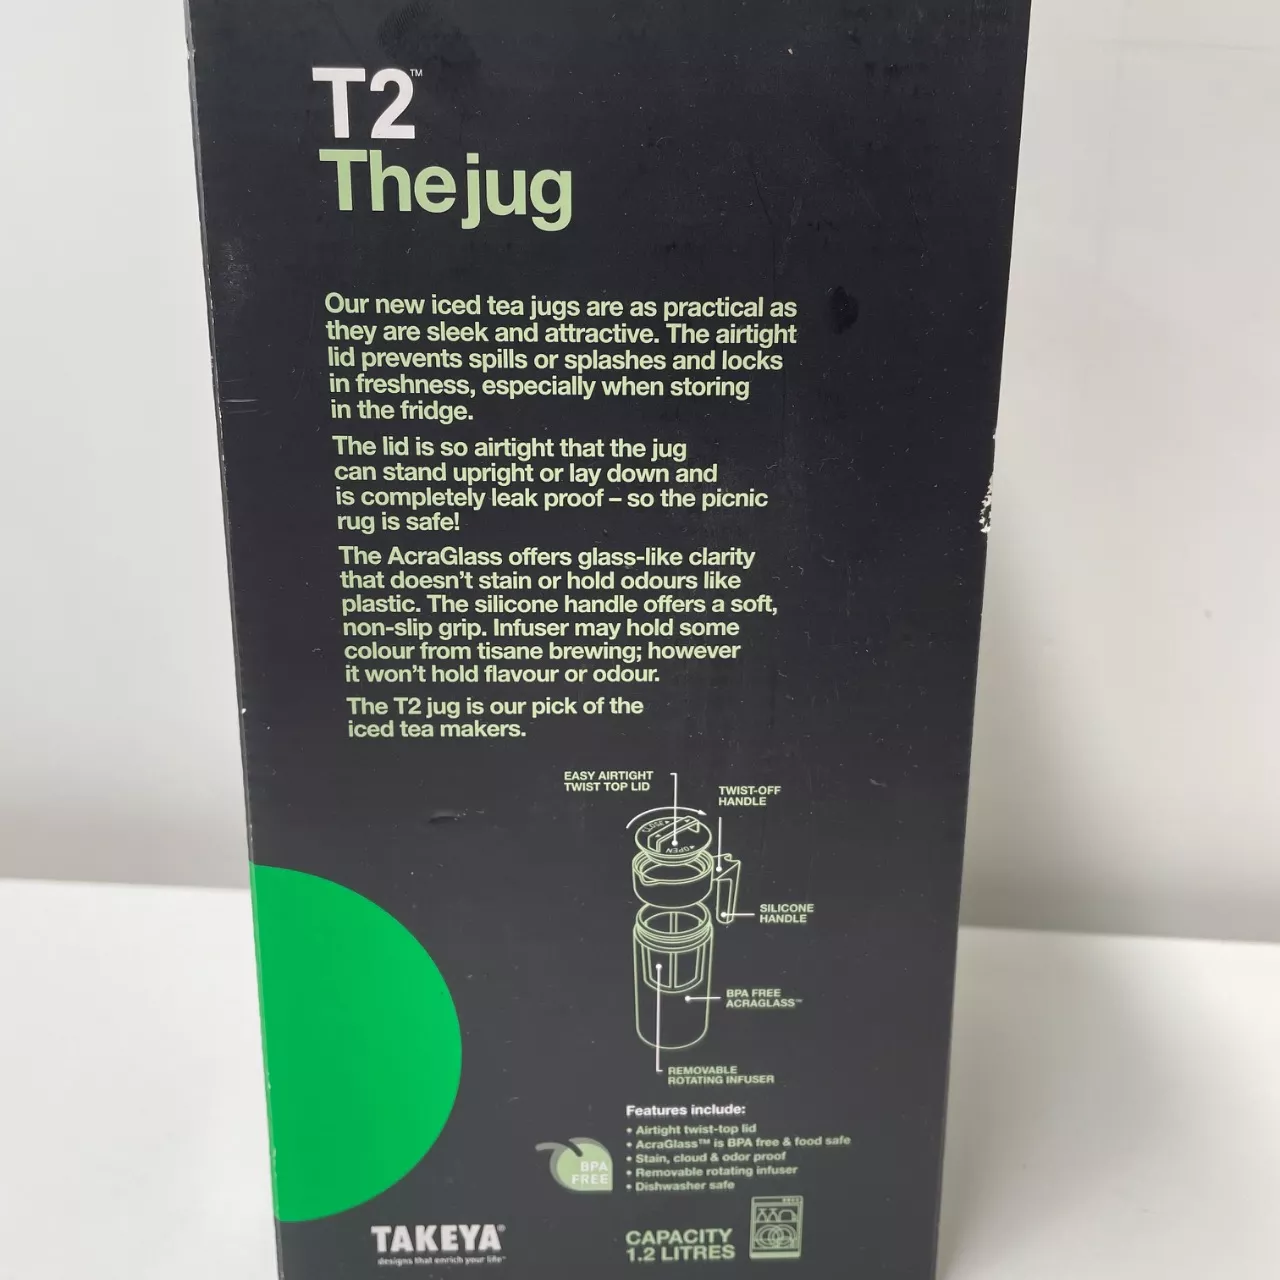 T2™
The jug
Our new iced tea jugs are as practical as
they are sleek and attractive. The airtight
lid prevents spills or splashes and locks
in freshness, especially when storing
in the fridge.
The lid is so airtight that the jug
can stand upright or lay down and
is completely leak proof – so the picnic
rug is safe!
The AcraGlass offers glass-like clarity
that doesn't stain or hold odours like
plastic. The silicone handle offers a soft,
non-slip grip. Infuser may hold some
colour from tisane brewing; however
it won't hold flavour or odour.
The T2 jug is our pick of the
iced tea makers.
EASY AIRTIGHT
TWIST TOP LID
TWIST-OFF
HANDLE
CLOSE
OPEN
SILICONE
HANDLE
BPA FREE
ACRAGLASS™
REMOVABLE
ROTATING INFUSER
Features include:
• Airtight twist-top lid
• AcraGlass™ is BPA free & food safe
• Stain, cloud & odor proof
• Removable rotating infuser
• Dishwasher safe
BPA
FREE
TAKEYA®
designs that enrich your life™
CAPACITY
1.2 LITRES